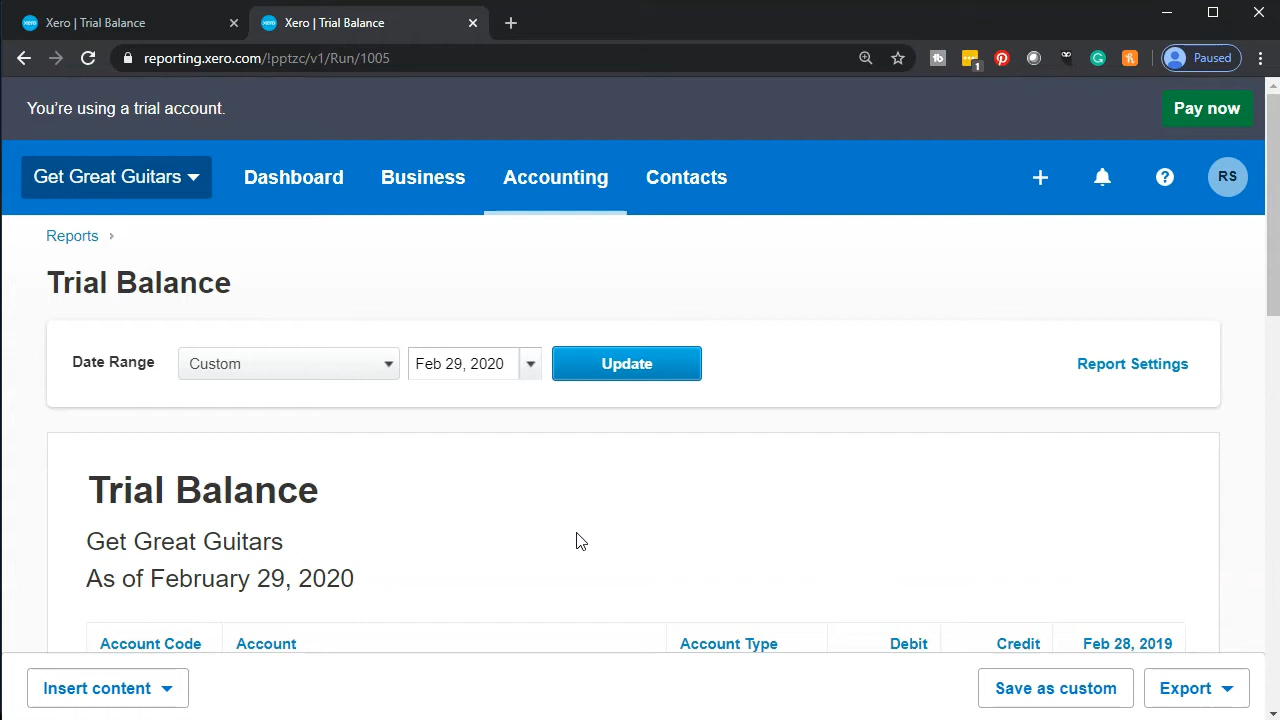 Xero | Trial Balance
Xero | Trial Balance
reporting.xero.com/!pptzc/v1/Run/1005
1
Paused
You're using a trial account.
Pay now
Get Great Guitars
Dashboard
Business
Accounting
Contacts
RS
Reports
Trial Balance
Date Range
Custom
Feb 29, 2020
Update
Report Settings
Trial Balance
Get Great Guitars
As of February 29, 2020
Account Code
Account
Account Type
Debit
Credit
Feb 28, 2019
Insert content
Save as custom
Export